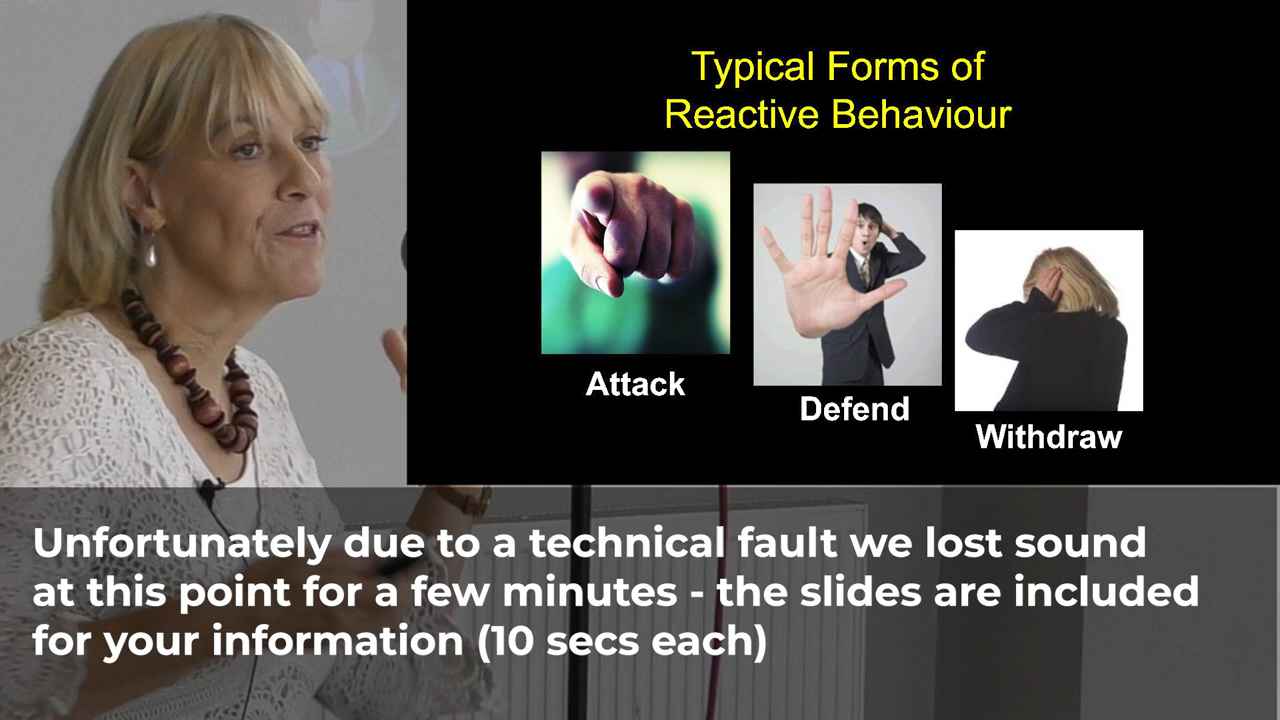 Typical Forms of
Reactive Behaviour
Attack
Defend
Withdraw
Unfortunately due to a technical fault we lost sound
at this point for a few minutes - the slides are included
for your information (10 secs each)